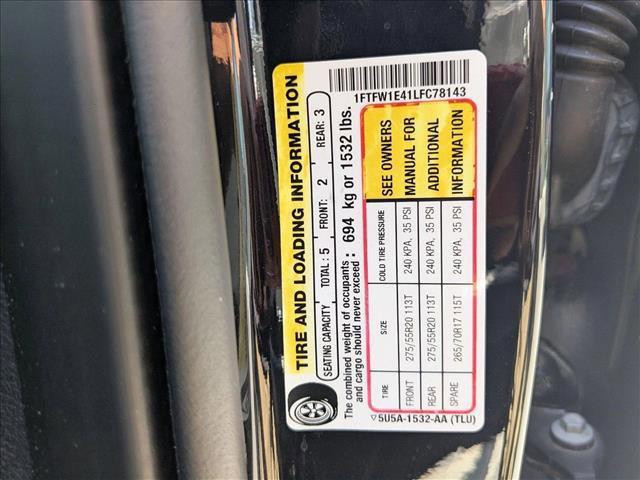 TIRE AND LOADING INFORMATION
SEATING CAPACITY TOTAL : 5 FRONT: 2 REAR: 3
The combined weight of occupants and cargo should never exceed : 694 kg or 1532 lbs.
TIRE SIZE COLD TIRE PRESSURE
FRONT 275/55R20 113T 240 KPA, 35 PSI
REAR 275/55R20 113T 240 KPA, 35 PSI
SPARE 265/70R17 115T 240 KPA, 35 PSI
SEE OWNERS
MANUAL FOR
ADDITIONAL
INFORMATION
5U5A-1532-AA (TLU)
1FTFW1E41LFC78143